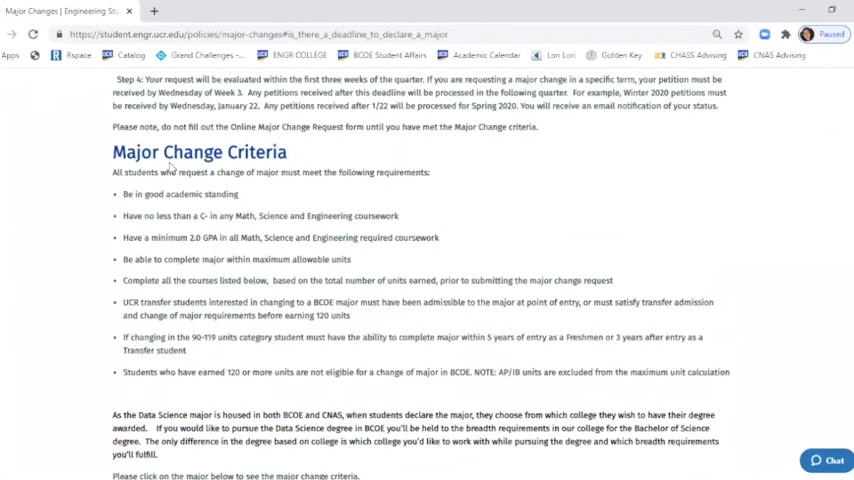 Major Changes | Engineering Stu
https://student.engr.ucr.edu/policies/major-changes#is_there_a_deadline_to_declare_a_major
Paused
Apps Rspace Catalog Grand Challenges -... ENGR COLLEGE BCOE Student Affairs Academic Calendar Lori Lori Golden Key CHASS Advising CNAS Advising
Step 4: Your request will be evaluated within the first three weeks of the quarter. If you are requesting a major change in a specific term, your petition must be
received by Wednesday of Week 3. Any petitions received after this deadline will be processed in the following quarter. For example, Winter 2020 petitions must
be received by Wednesday, January 22. Any petitions received after 1/22 will be processed for Spring 2020. You will receive an email notification of your status.
Please note, do not fill out the Online Major Change Request form until you have met the Major Change criteria.
Major Change Criteria
All students who request a change of major must meet the following requirements:
• Be in good academic standing
• Have no less than a C- in any Math, Science and Engineering coursework
• Have a minimum 2.0 GPA in all Math, Science and Engineering required coursework
• Be able to complete major within maximum allowable units
• Complete all the courses listed below, based on the total number of units earned, prior to submitting the major change request
• UCR transfer students interested in changing to a BCOE major must have been admissible to the major at point of entry, or must satisfy transfer admission
and change of major requirements before earning 120 units
• If changing in the 90-119 units category student must have the ability to complete major within 5 years of entry as a Freshmen or 3 years after entry as a
Transfer student
• Students who have earned 120 or more units are not eligible for a change of major in BCOE. NOTE: AP/IB units are excluded from the maximum unit calculation
As the Data Science major is housed in both BCOE and CNAS, when students declare the major, they choose from which college they wish to have their degree
awarded. If you would like to pursue the Data Science degree in BCOE you'll be held to the breadth requirements in our college for the Bachelor of Science
degree. The only difference in the degree based on college is which college you'd like to work with while pursuing the degree and which breadth requirements
you'll fulfill.
Chat
Please click on the major below to see the major change criteria.